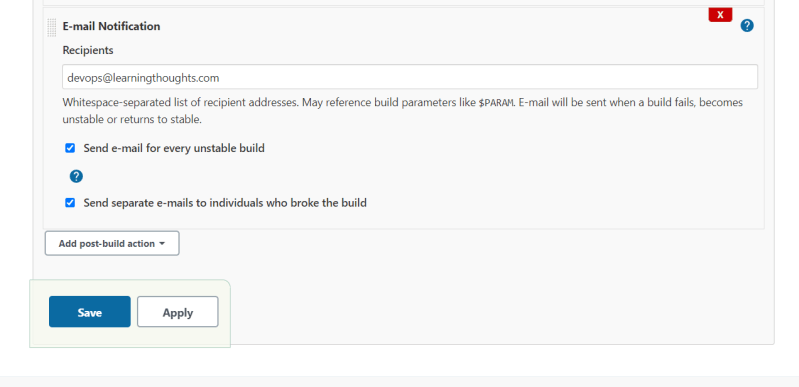 X
E-mail Notification
?
Recipients
devops@learningthoughts.com
Whitespace-separated list of recipient addresses. May reference build parameters like $PARAM. E-mail will be sent when a build fails, becomes
unstable or returns to stable.
Send e-mail for every unstable build
?
Send separate e-mails to individuals who broke the build
Add post-build action
Save Apply